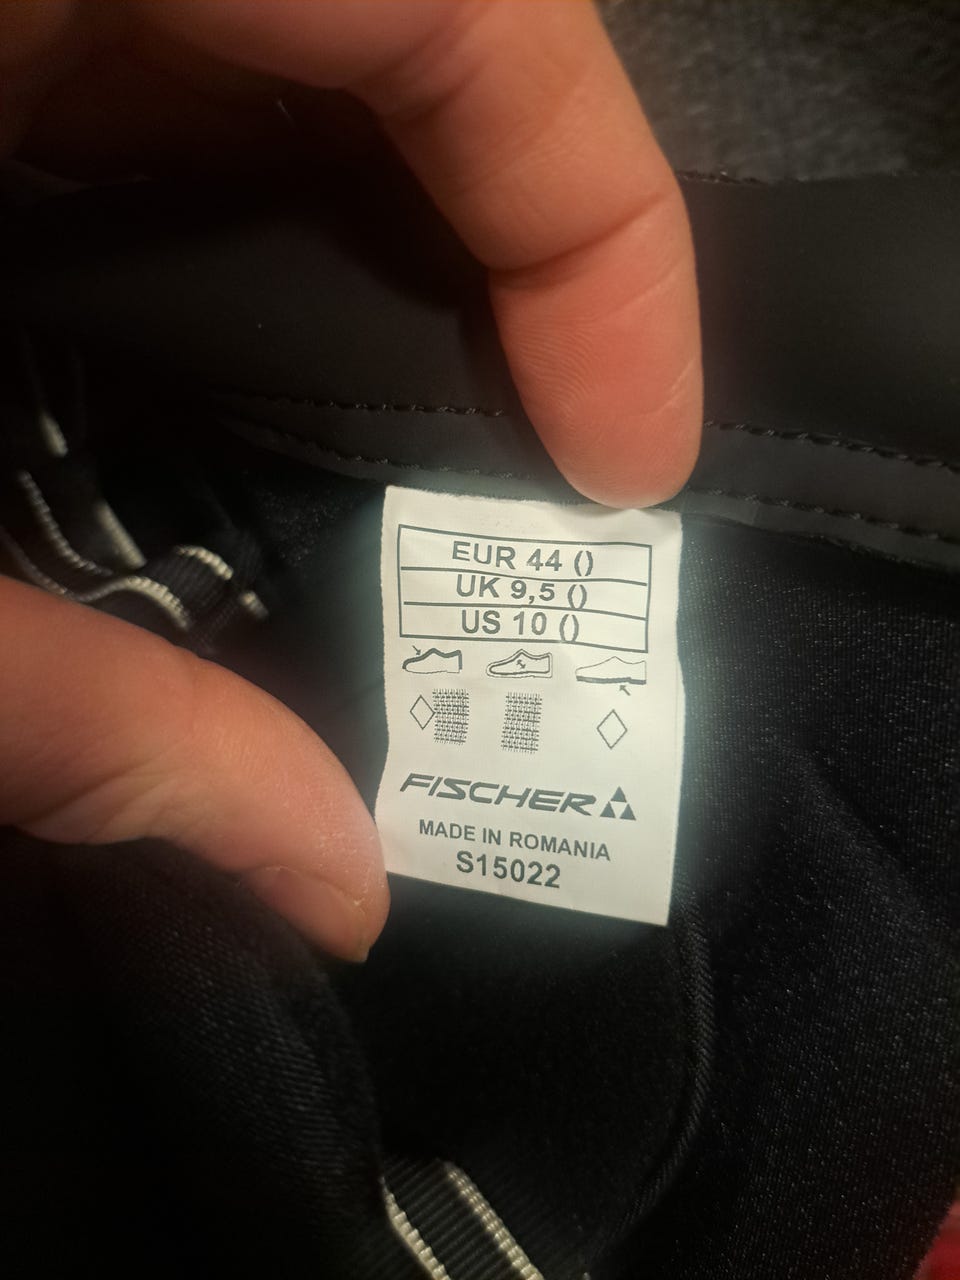 EUR 44 ()
UK 9,5 ()
US 10 ()
FISCHER
MADE IN ROMANIA
S15022